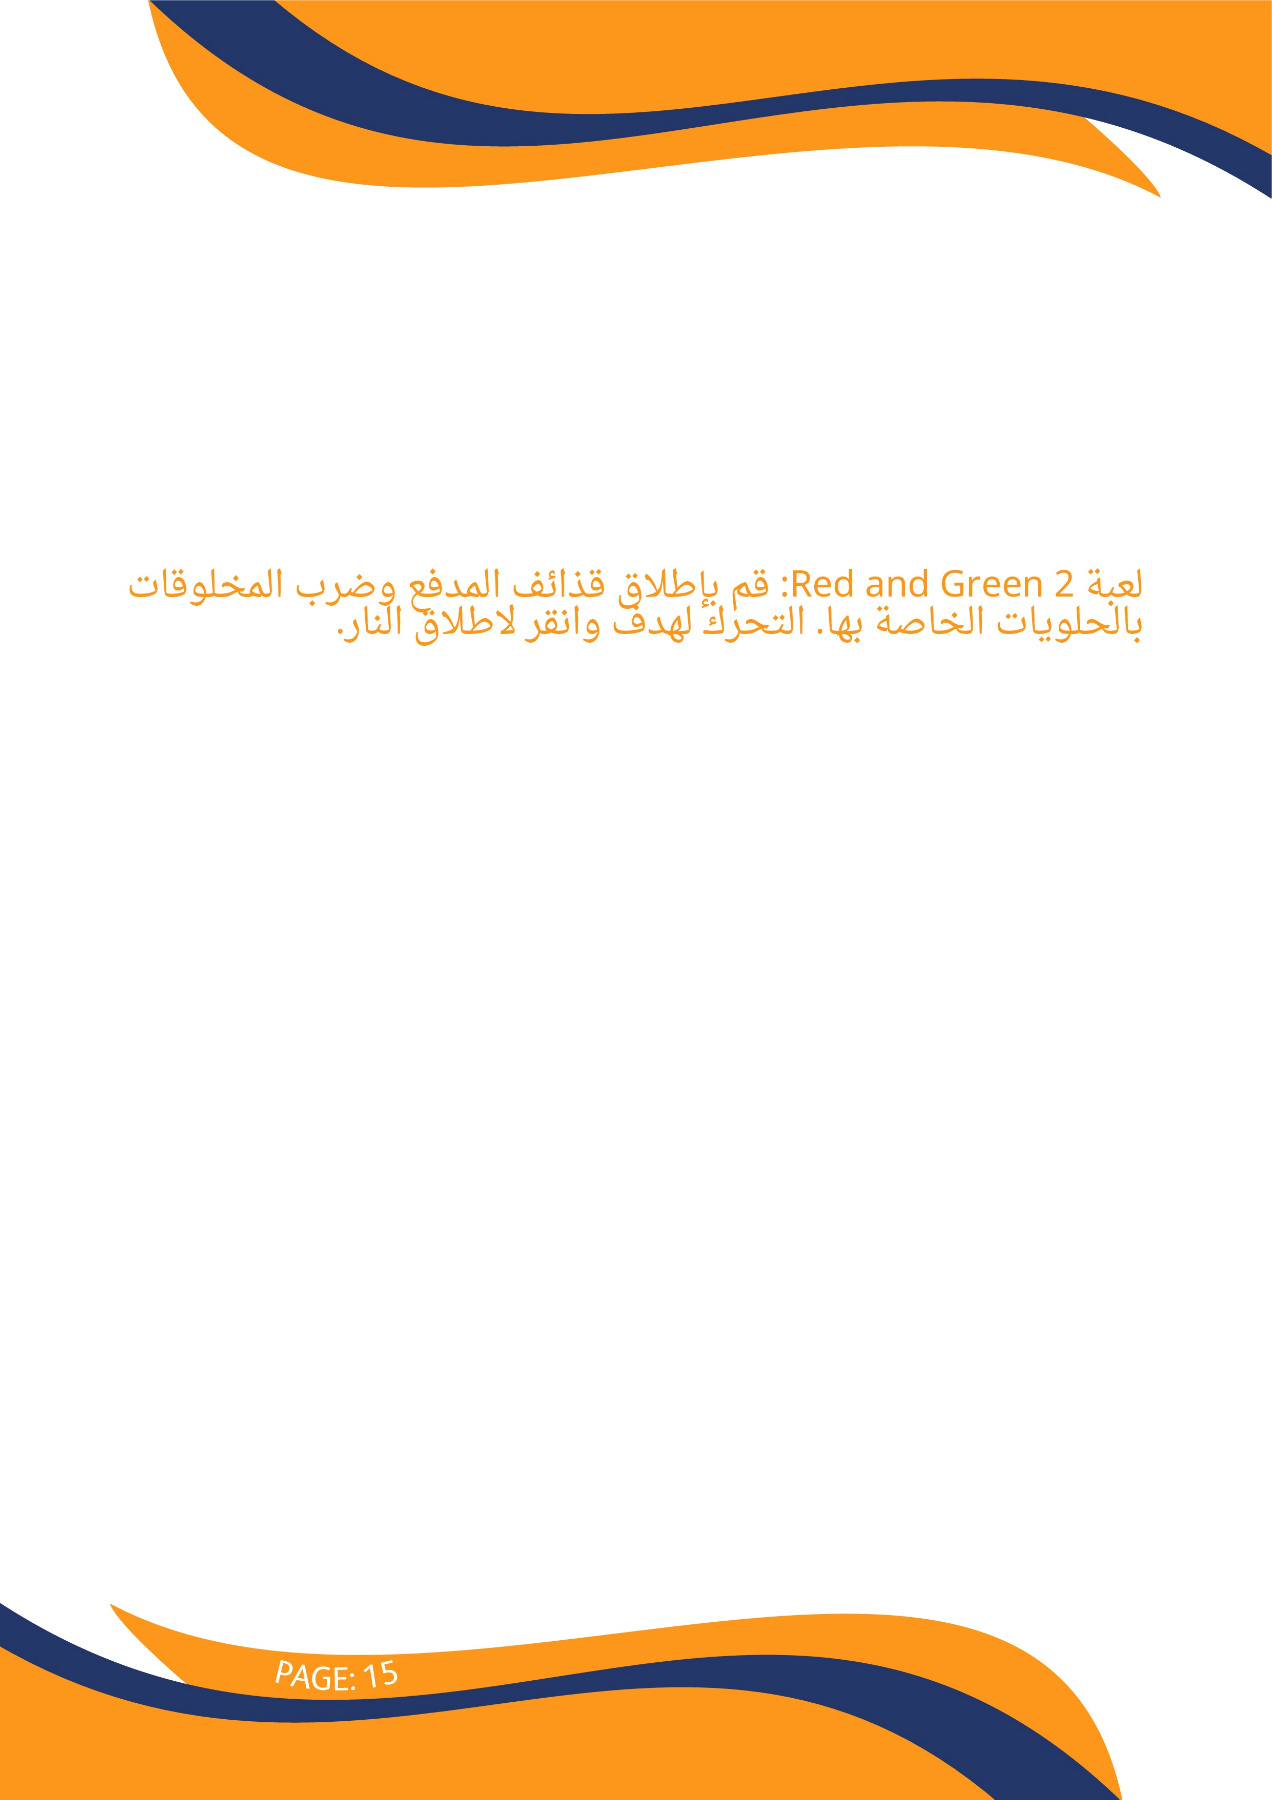 لعبة Red and Green 2: قم بإطلاق قذائف المدفع وضرب المخلوقات
بالحلويات الخاصة بها. التحرك لهدف وانقر لاطلاق النار.
PAGE: 15